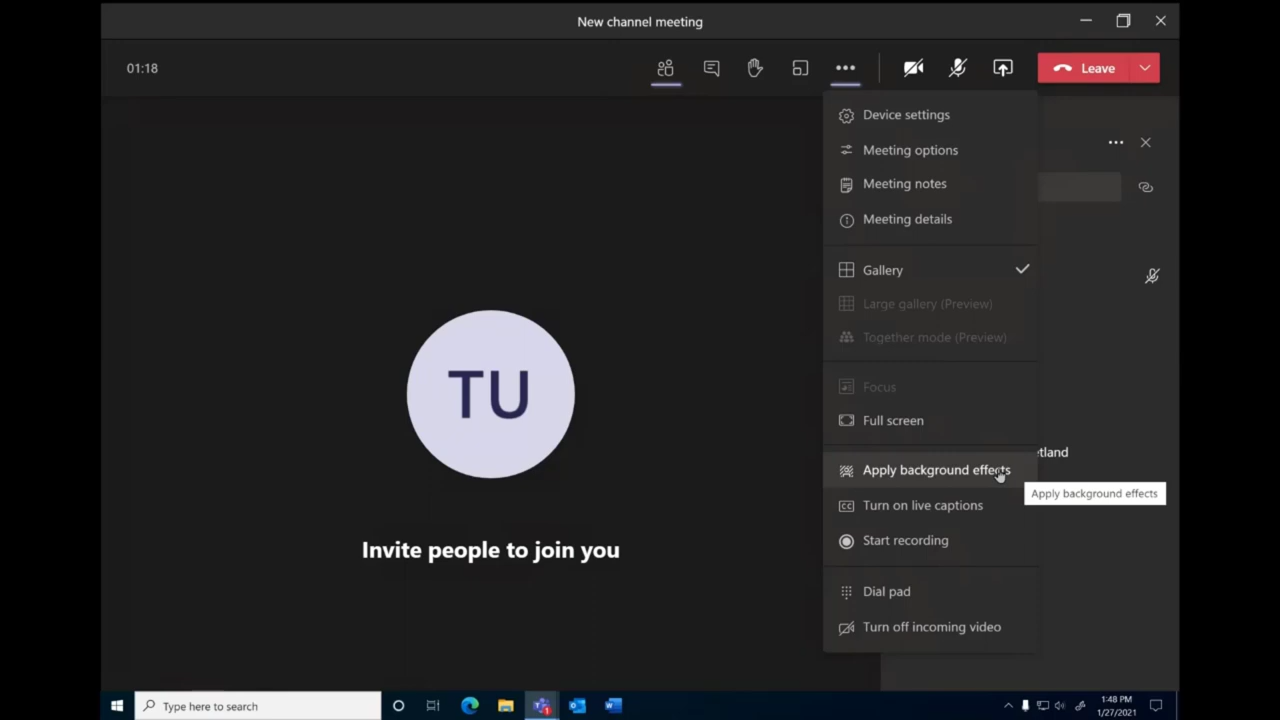 New channel meeting
01:18
Leave
Device settings
Meeting options
Meeting notes
Meeting details
Gallery
Large gallery (Preview)
Together mode (Preview)
Focus
Full screen
etland
Apply background effects
Apply background effects
Turn on live captions
Start recording
Dial pad
Turn off incoming video
TU
Invite people to join you
Type here to search
1:48 PM
1/27/2021